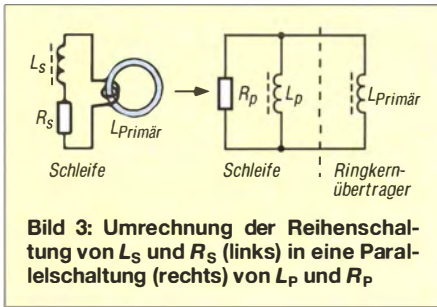 L_S
R_S
L_Primär
Schleife
R_p
L_p
L_Primär
Schleife
Ringkern-
übertrager
Bild 3: Umrechnung der Reihenschal-
tung von L_S und R_S (links) in eine Paral-
lelschaltung (rechts) von L_P und R_P